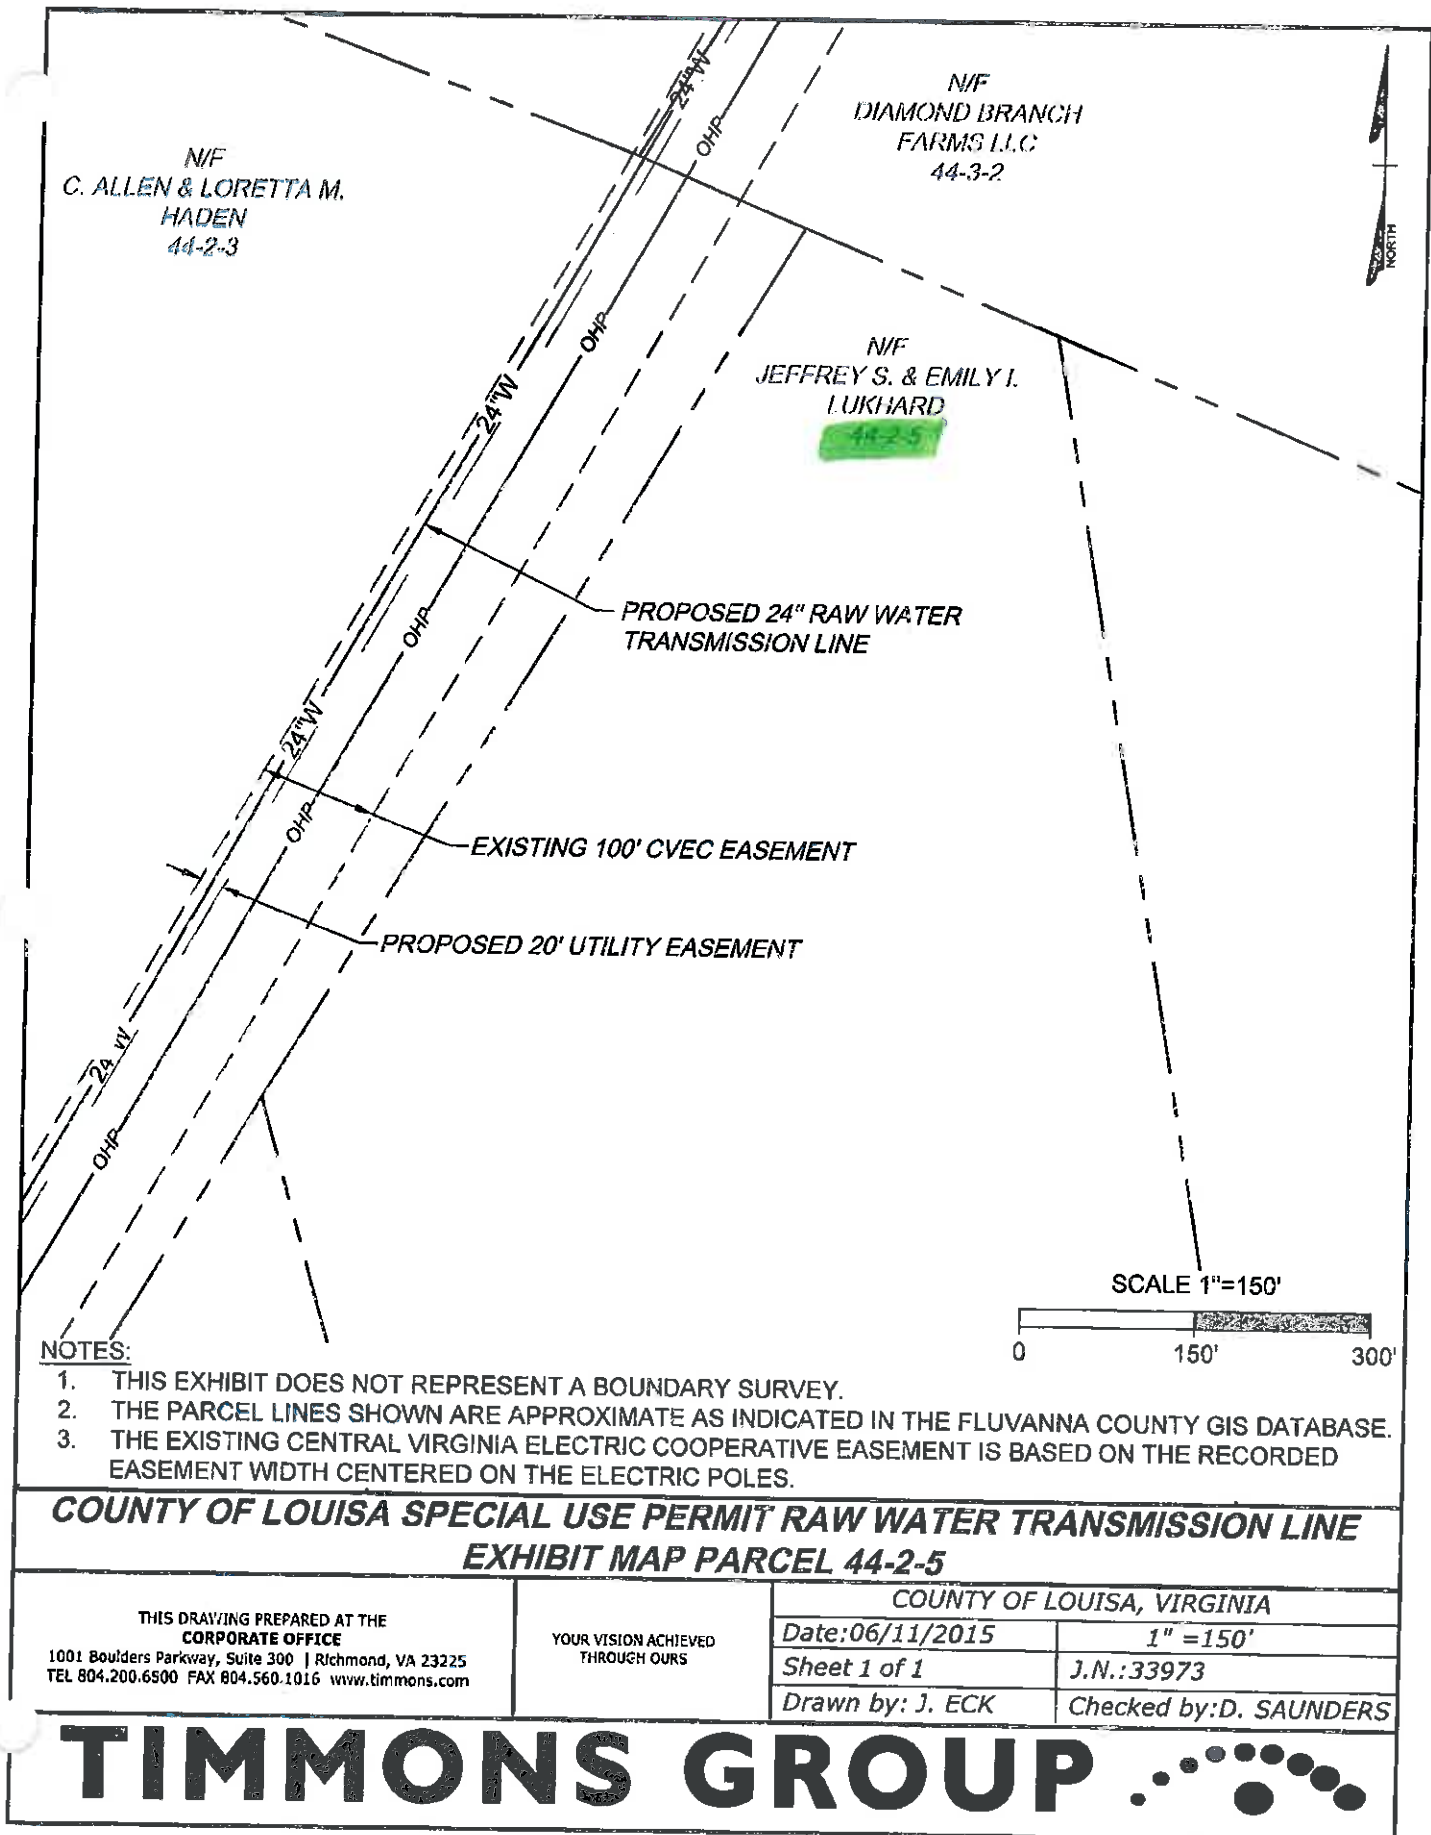 N/F
DIAMOND BRANCH
FARMS LLC
44-3-2
N/F
C. ALLEN & LORETTA M.
HADEN
44-2-3
NORTH
24"W
OHP
N/F
JEFFREY S. & EMILY I.
LUKHARD
44-2-5
OHP
24"W
PROPOSED 24" RAW WATER
TRANSMISSION LINE
OHP
24"W
OHP
EXISTING 100' CVEC EASEMENT
PROPOSED 20' UTILITY EASEMENT
24"W
OHP
SCALE 1"=150'
0 150' 300'
NOTES:
1. THIS EXHIBIT DOES NOT REPRESENT A BOUNDARY SURVEY.
2. THE PARCEL LINES SHOWN ARE APPROXIMATE AS INDICATED IN THE FLUVANNA COUNTY GIS DATABASE.
3. THE EXISTING CENTRAL VIRGINIA ELECTRIC COOPERATIVE EASEMENT IS BASED ON THE RECORDED
EASEMENT WIDTH CENTERED ON THE ELECTRIC POLES.
COUNTY OF LOUISA SPECIAL USE PERMIT RAW WATER TRANSMISSION LINE
EXHIBIT MAP PARCEL 44-2-5
THIS DRAWING PREPARED AT THE
CORPORATE OFFICE
1001 Boulders Parkway, Suite 300 | Richmond, VA 23225
TEL 804.200.6500 FAX 804.560.1016 www.timmons.com
YOUR VISION ACHIEVED
THROUGH OURS
COUNTY OF LOUISA, VIRGINIA
Date:06/11/2015
1" =150'
Sheet 1 of 1
J.N.:33973
Drawn by: J. ECK
Checked by:D. SAUNDERS
TIMMONS GROUP